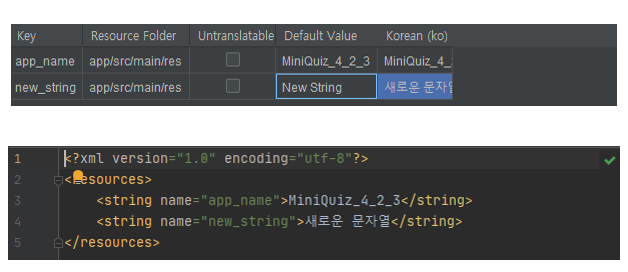 Key Resource Folder Untranslatable Default Value Korean (ko)
app_name app/src/main/res MiniQuiz_4_2_3 MiniQuiz_4_2
new_string app/src/main/res New String 새로운 문자열
1 <?xml version="1.0" encoding="utf-8"?>
2 <resources>
3 <string name="app_name">MiniQuiz_4_2_3</string>
4 <string name="new_string">새로운 문자열</string>
5 </resources>